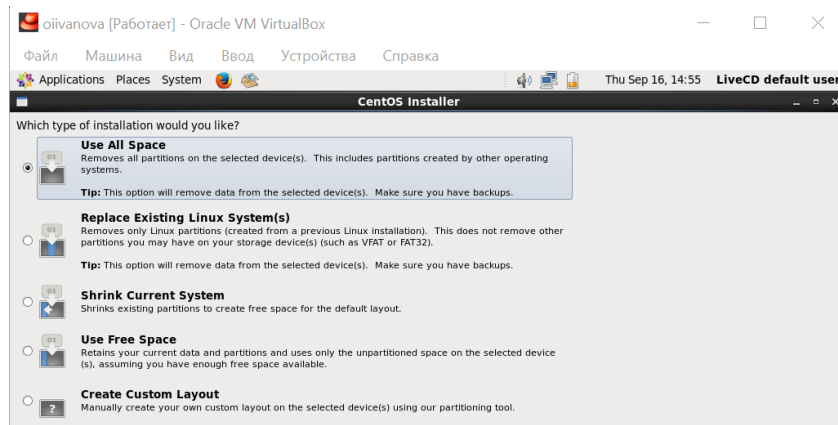 oiivanova [Работает] - Oracle VM VirtualBox
Файл Машина Вид Ввод Устройства Справка
Applications Places System Thu Sep 16, 14:55 LiveCD default user
CentOS Installer
Which type of installation would you like?
Use All Space
Removes all partitions on the selected device(s). This includes partitions created by other operating
systems.
Tip: This option will remove data from the selected device(s). Make sure you have backups.
Replace Existing Linux System(s)
Removes only Linux partitions (created from a previous Linux installation). This does not remove other
partitions you may have on your storage device(s) (such as VFAT or FAT32).
Tip: This option will remove data from the selected device(s). Make sure you have backups.
Shrink Current System
Shrinks existing partitions to create free space for the default layout.
Use Free Space
Retains your current data and partitions and uses only the unpartitioned space on the selected device
(s), assuming you have enough free space available.
Create Custom Layout
Manually create your own custom layout on the selected device(s) using our partitioning tool.